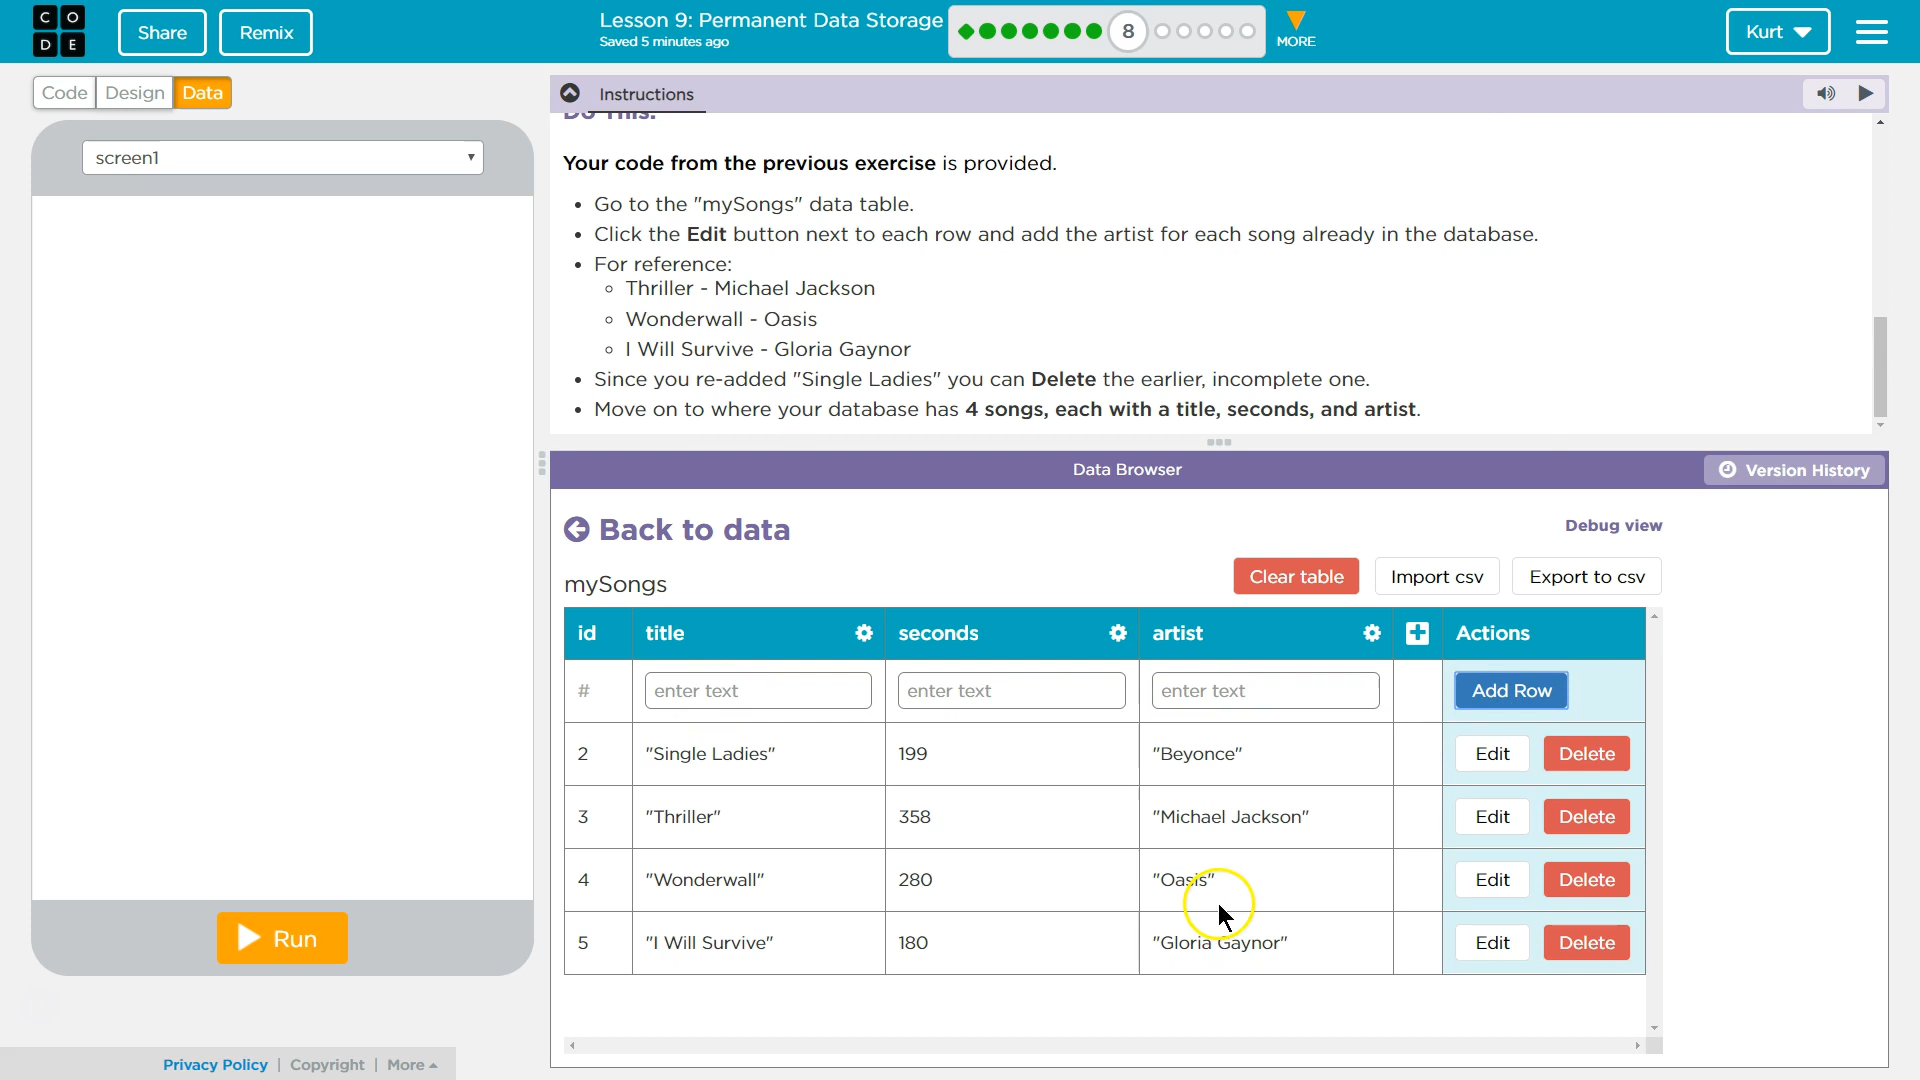 C O D E
Share
Remix
Lesson 9: Permanent Data Storage
Saved 5 minutes ago
8
MORE
Kurt
Code
Design
Data
Instructions
Do This:
screen1
Your code from the previous exercise is provided.
• Go to the "mySongs" data table.
• Click the Edit button next to each row and add the artist for each song already in the database.
• For reference:
Thriller - Michael Jackson
Wonderwall - Oasis
I Will Survive - Gloria Gaynor
• Since you re-added "Single Ladies" you can Delete the earlier, incomplete one.
• Move on to where your database has 4 songs, each with a title, seconds, and artist.
Data Browser
Version History
Back to data
Debug view
mySongs
Clear table
Import csv
Export to csv
id title seconds artist Actions
# enter text enter text enter text Add Row
2 "Single Ladies" 199 "Beyonce" Edit Delete
3 "Thriller" 358 "Michael Jackson" Edit Delete
4 "Wonderwall" 280 "Oasis" Edit Delete
5 "I Will Survive" 180 "Gloria Gaynor" Edit Delete
Run
Privacy Policy | Copyright | More